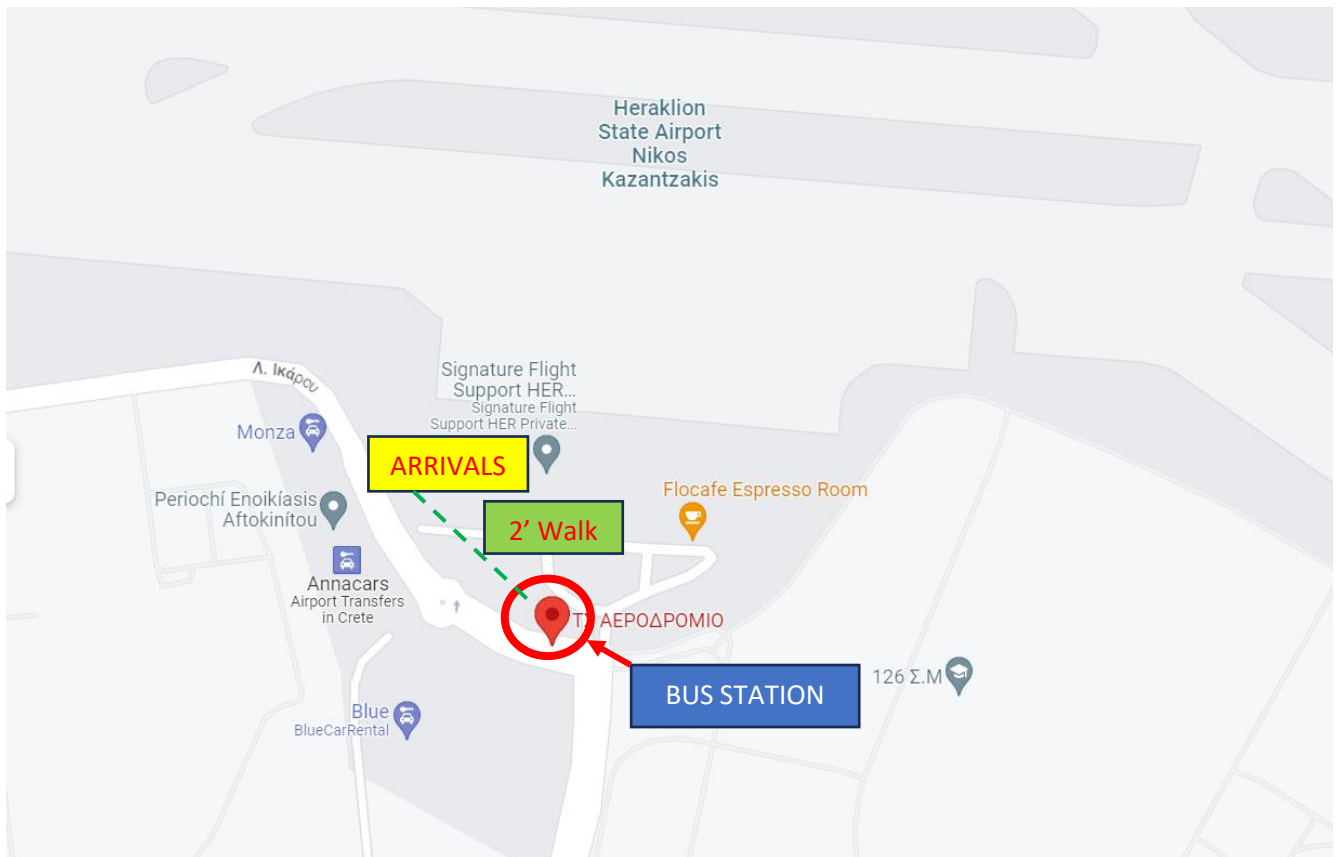 Heraklion
State Airport
Nikos
Kazantzakis
Λ. Ικάρου
Signature Flight
Support HER...
Signature Flight
Support HER Private...
Monza
ARRIVALS
Periochí Enoikíasis
Aftokinítou
Flocafe Espresso Room
2’ Walk
Annacars
Airport Transfers
in Crete
ΑΕΡΟΔΡΟΜΙΟ
126 Σ.Μ
BUS STATION
Blue
BlueCarRental